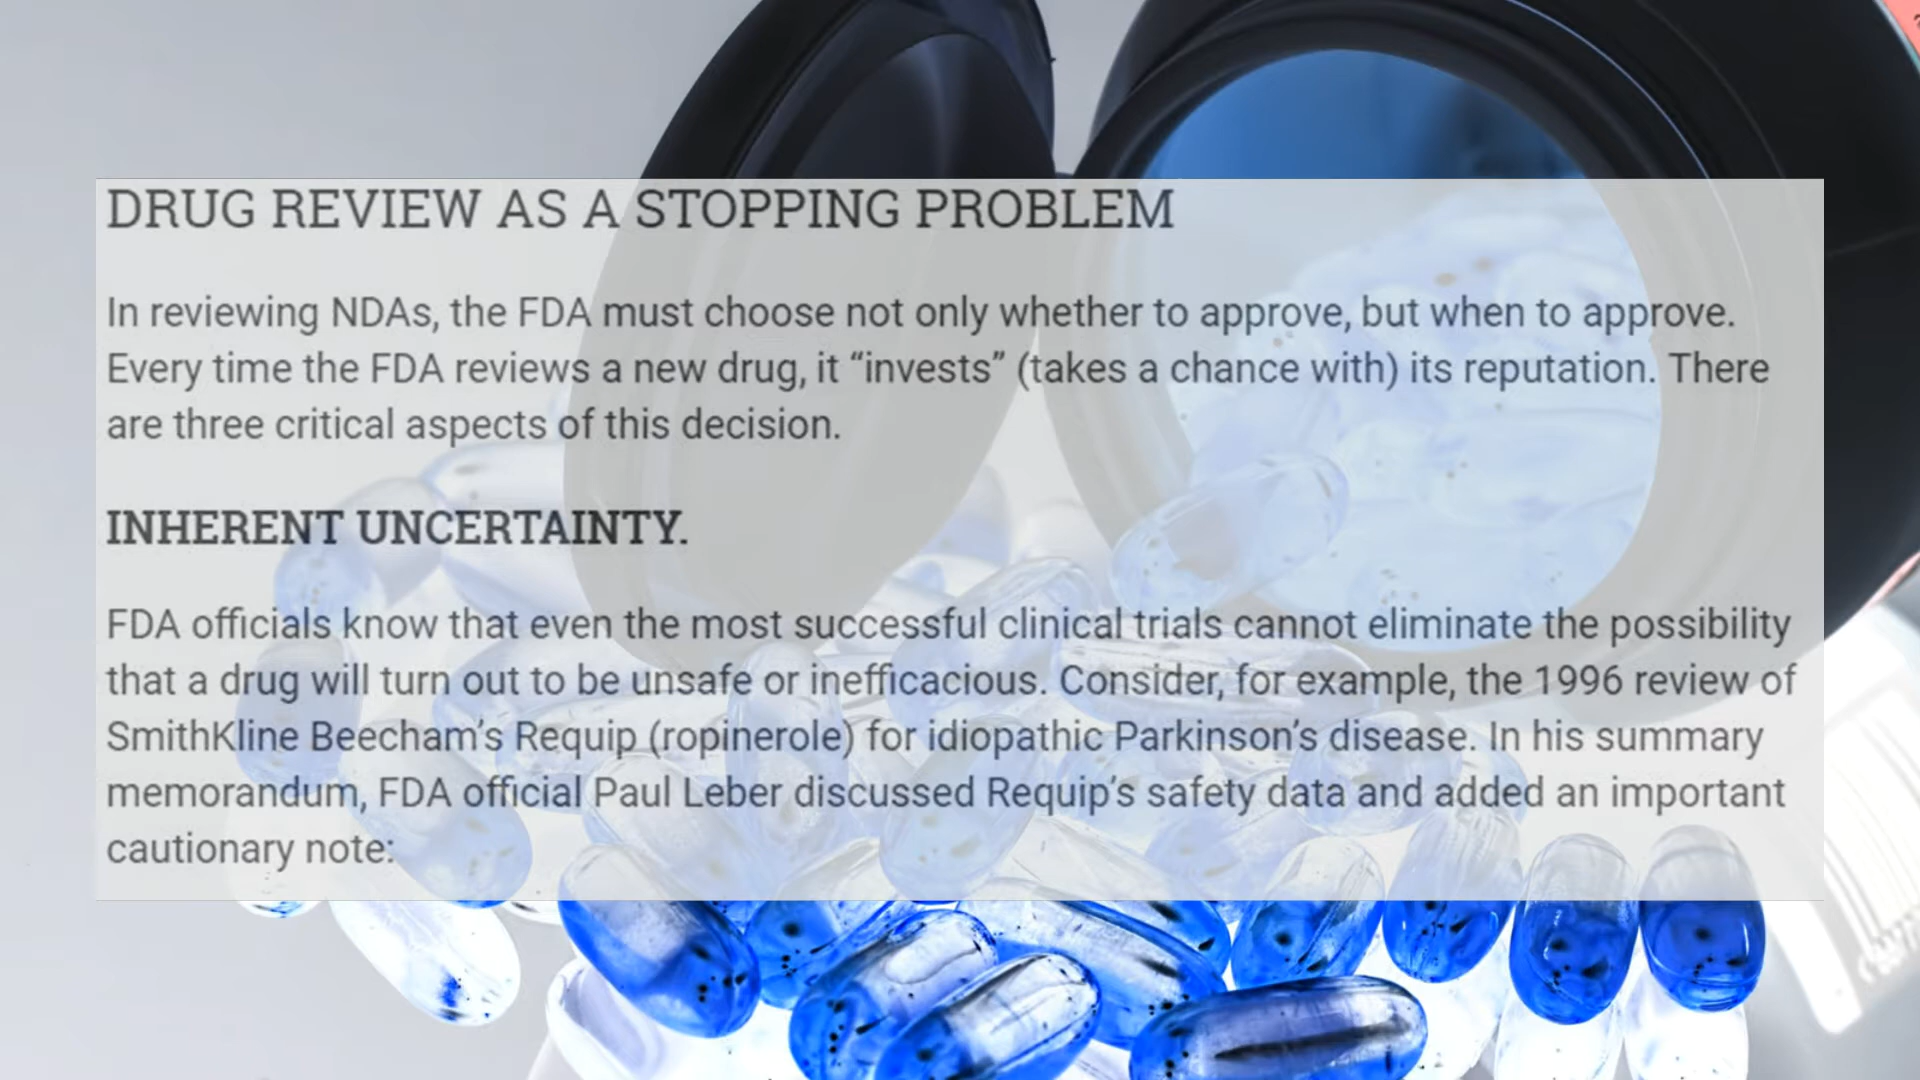 DRUG REVIEW AS A STOPPING PROBLEM
In reviewing NDAs, the FDA must choose not only whether to approve, but when to approve.
Every time the FDA reviews a new drug, it “invests” (takes a chance with) its reputation. There
are three critical aspects of this decision.
INHERENT UNCERTAINTY.
FDA officials know that even the most successful clinical trials cannot eliminate the possibility
that a drug will turn out to be unsafe or inefficacious. Consider, for example, the 1996 review of
SmithKline Beecham’s Requip (ropinerole) for idiopathic Parkinson’s disease. In his summary
memorandum, FDA official Paul Leber discussed Requip’s safety data and added an important
cautionary note: